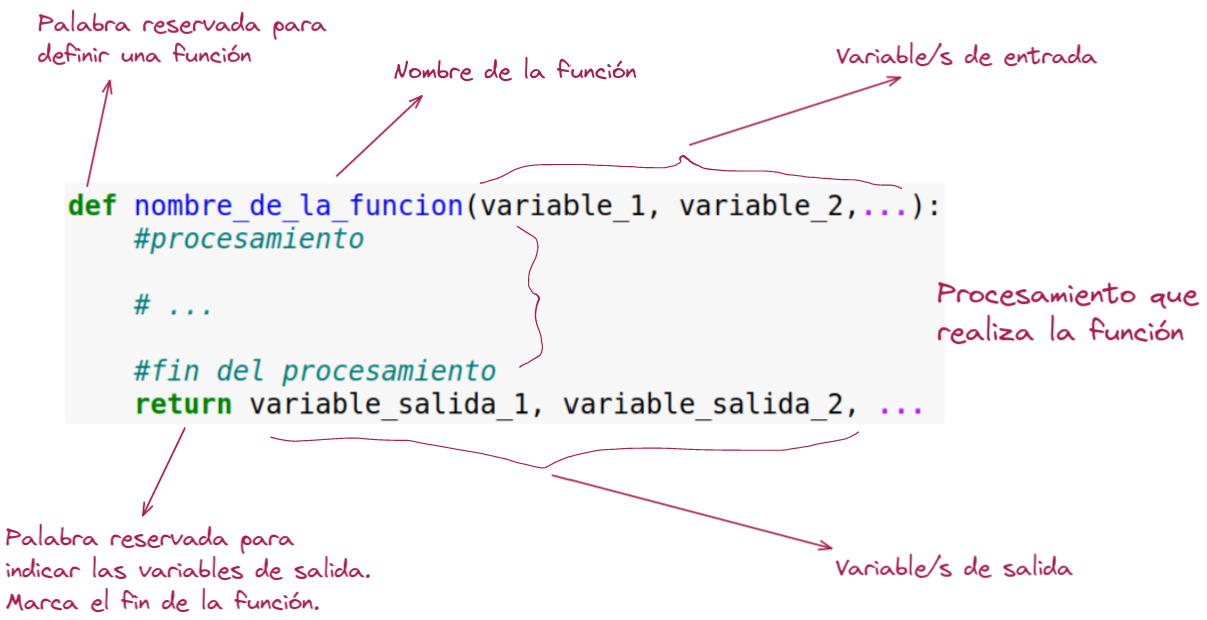 Palabra reservada para
definir una función
Nombre de la función
Variable/s de entrada
def nombre_de_la_funcion(variable_1, variable_2,...):
#procesamiento
# ...
#fin del procesamiento
return variable_salida_1, variable_salida_2, ...
Procesamiento que
realiza la función
Palabra reservada para
indicar las variables de salida.
Marca el fin de la función.
Variable/s de salida